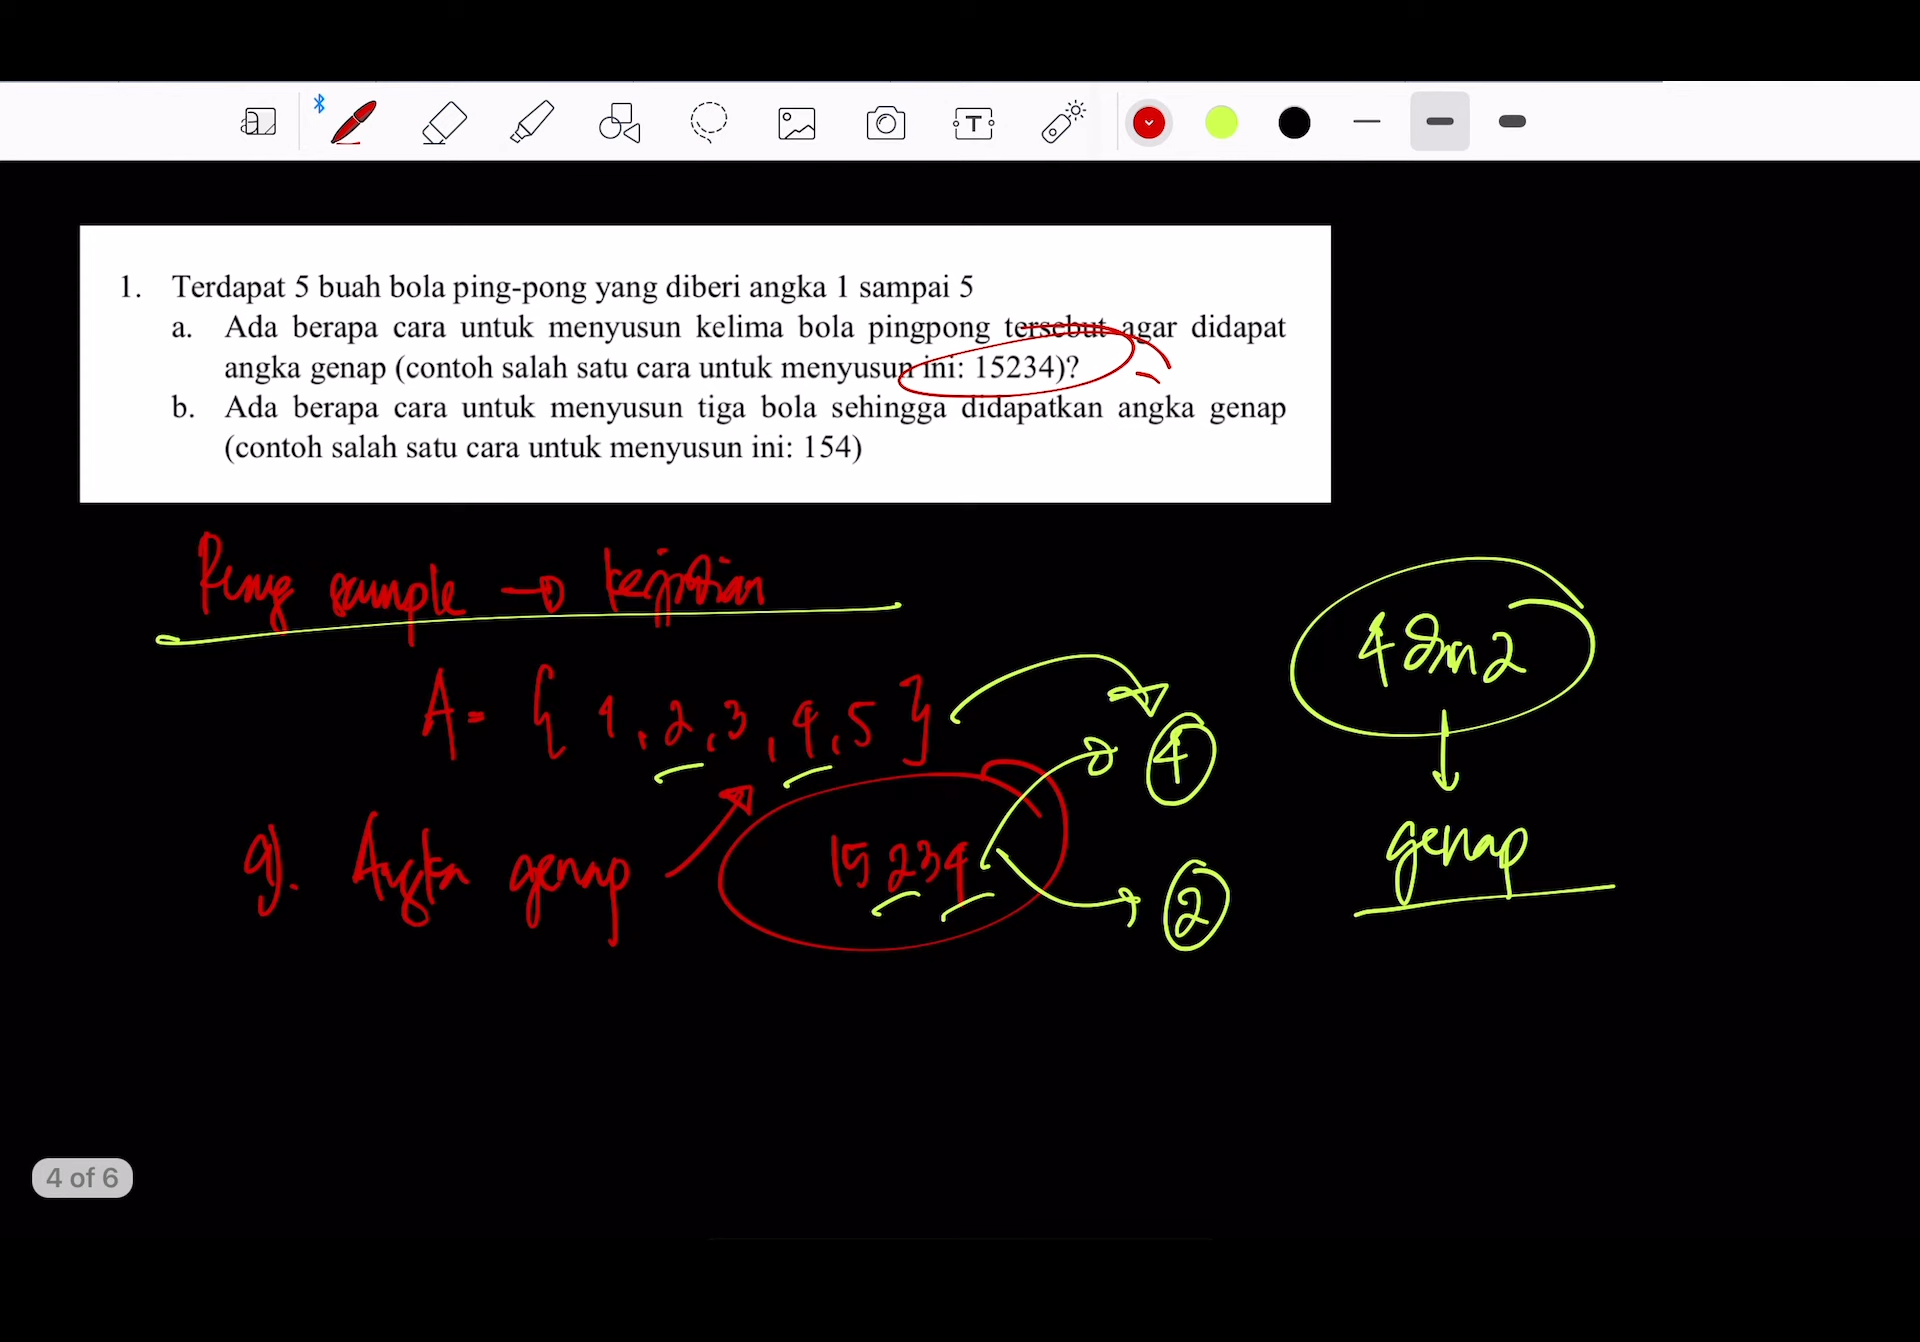 1. Terdapat 5 buah bola ping-pong yang diberi angka 1 sampai 5
a. Ada berapa cara untuk menyusun kelima bola pingpong tersebut agar didapat
angka genap (contoh salah satu cara untuk menyusun ini: 15234)?
b. Ada berapa cara untuk menyusun tiga bola sehingga didapatkan angka genap
(contoh salah satu cara untuk menyusun ini: 154)
sample → kejadian
A = { 1, 2, 3, 4, 5 }
4 dan 2
4
genap
a). Angka genap
15234
2
4 of 6